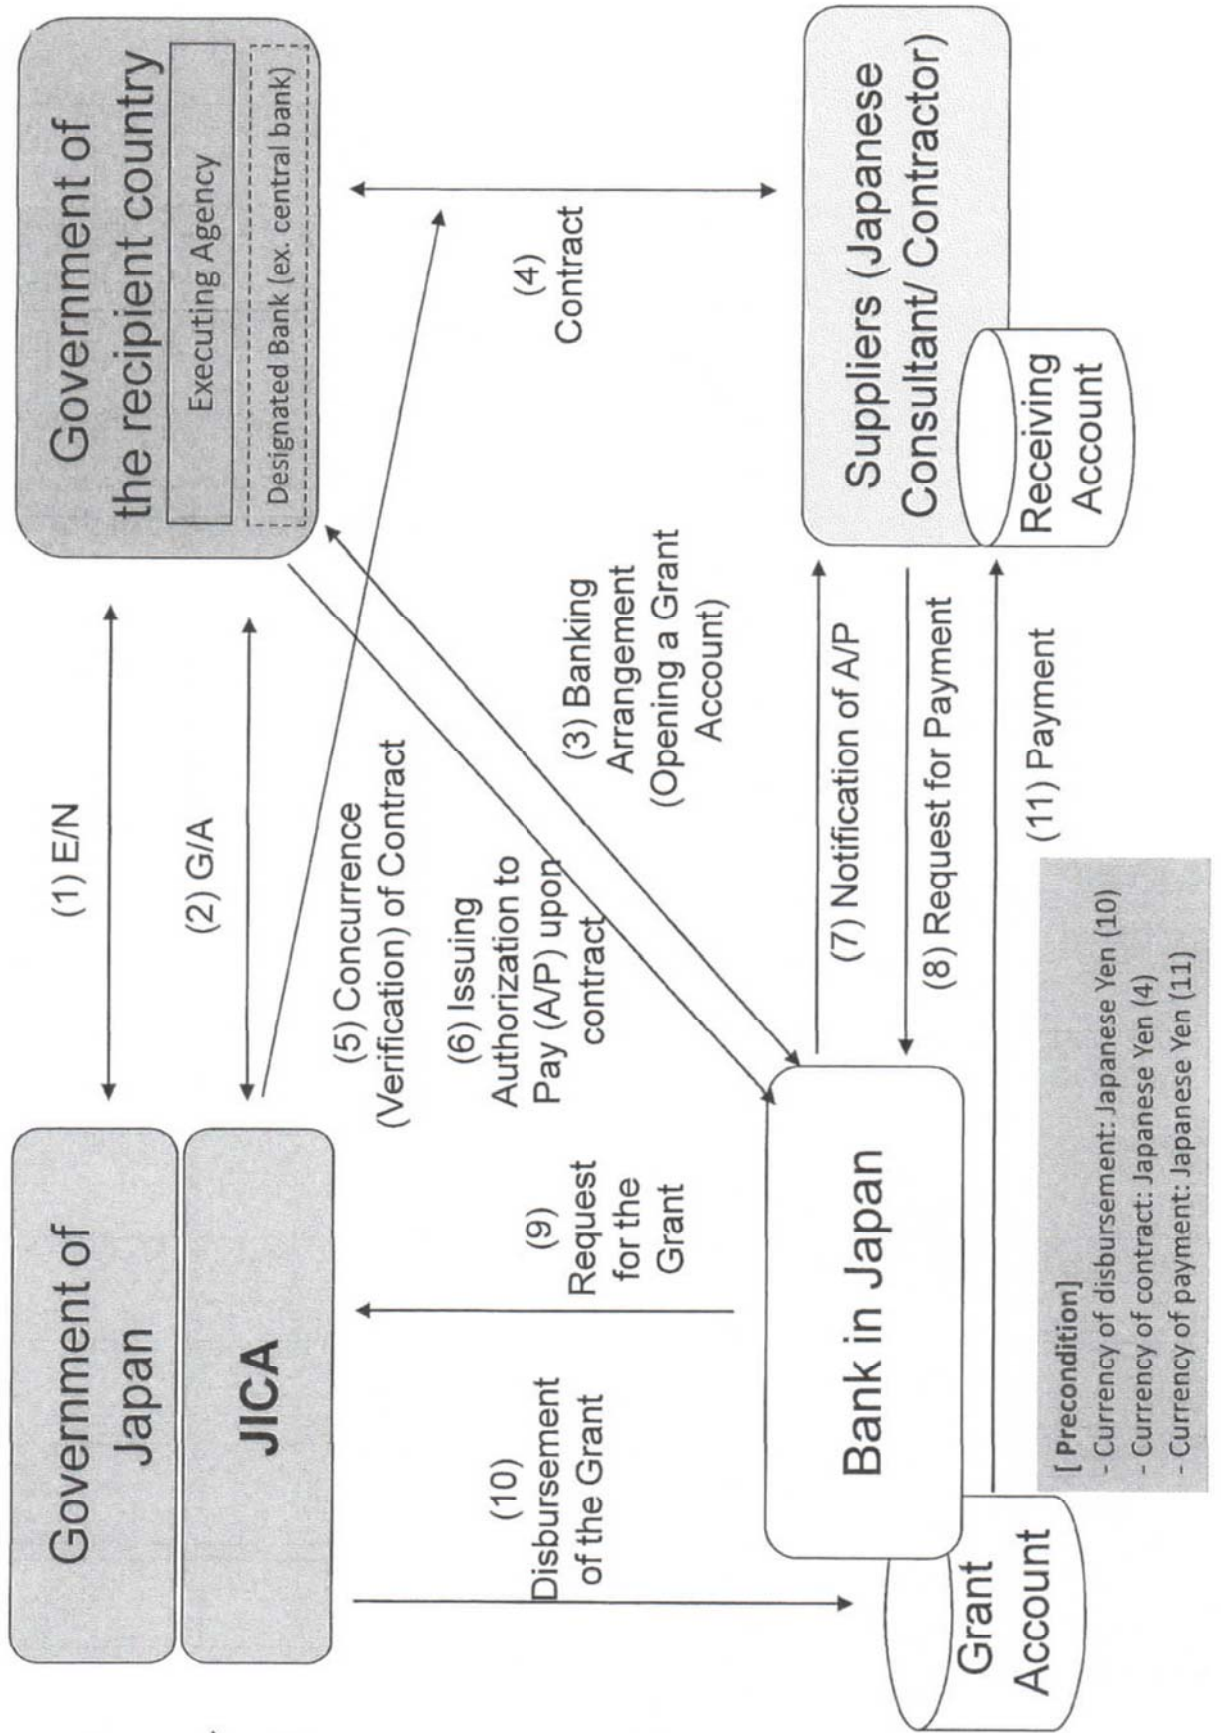 Government of
Japan
JICA
(1) E/N
(2) G/A
Government of
the recipient country
Executing Agency
Designated Bank (ex. central bank)
(5) Concurrence
(Verification) of Contract
(6) Issuing
Authorization to
Pay (A/P) upon
contract
(4)
Contract
(10)
Disbursement
of the Grant
(9)
Request
for the
Grant
(3) Banking
Arrangement
(Opening a Grant
Account)
Bank in Japan
Grant
Account
(7) Notification of A/P
(8) Request for Payment
(11) Payment
Suppliers (Japanese
Consultant/ Contractor)
Receiving
Account
[ Precondition]
- Currency of disbursement: Japanese Yen (10)
- Currency of contract: Japanese Yen (4)
- Currency of payment: Japanese Yen (11)